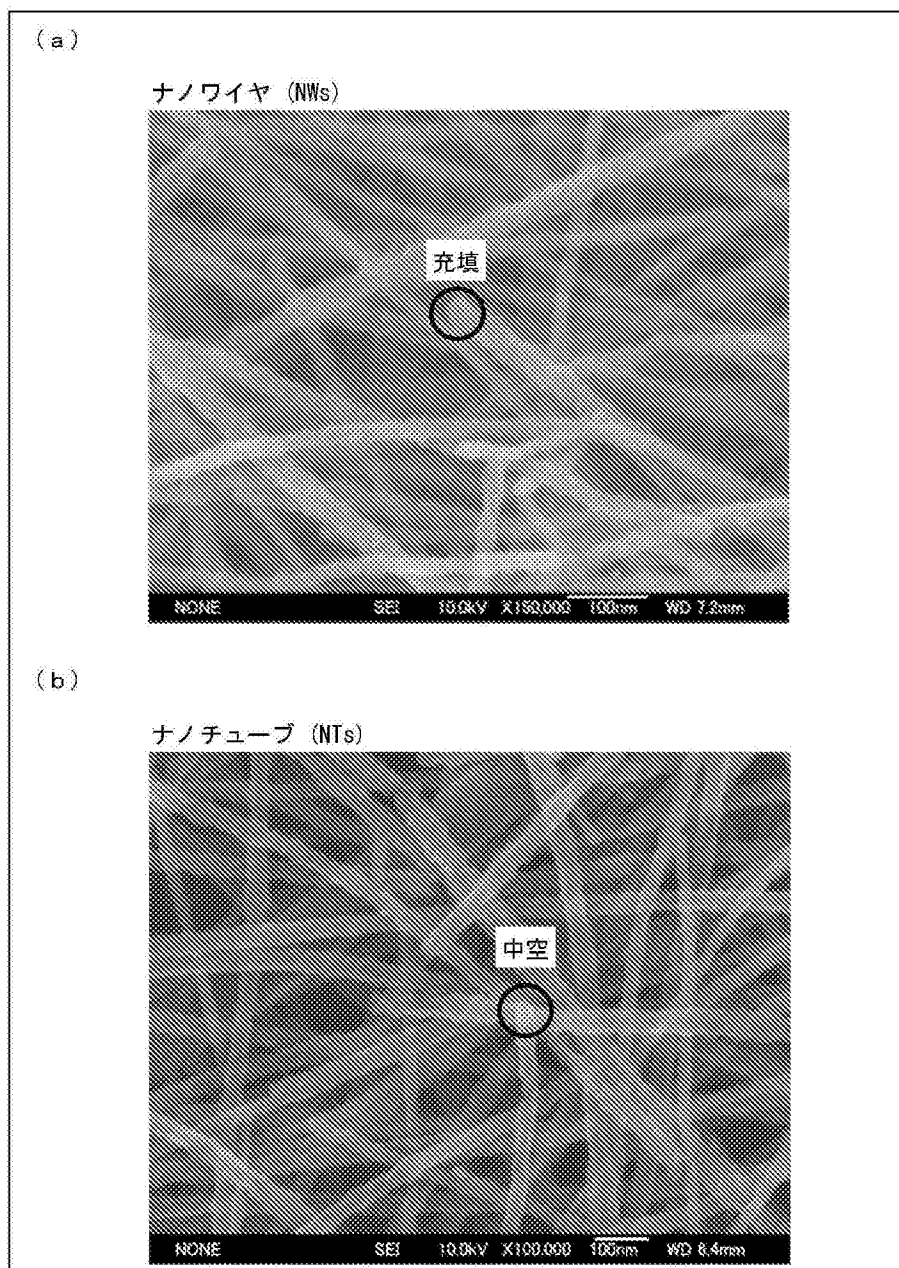 (a)
ナノワイヤ (NWs)
充填
NONE SEI 10.0kV X150,000 100nm WD 7.2mm
(b)
ナノチューブ (NTs)
中空
NONE SEI 10.0kV X100,000 100nm WD 6.4mm